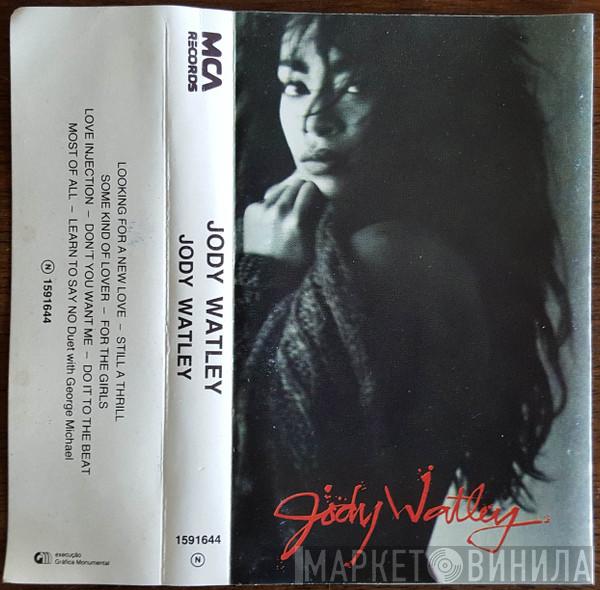 LOOKING FOR A NEW LOVE – STILL A THRILL
SOME KIND OF LOVER – FOR THE GIRLS
LOVE INJECTION – DON'T YOU WANT ME – DO IT TO THE BEAT
MOST OF ALL – LEARN TO SAY NO Duet with George Michael
N 1591644
execução
Gráfica Monumental
MCA
RECORDS
JODY WATLEY
JODY WATLEY
1591644
N
Jody Watley
МАРКЕТ ВИНИЛА